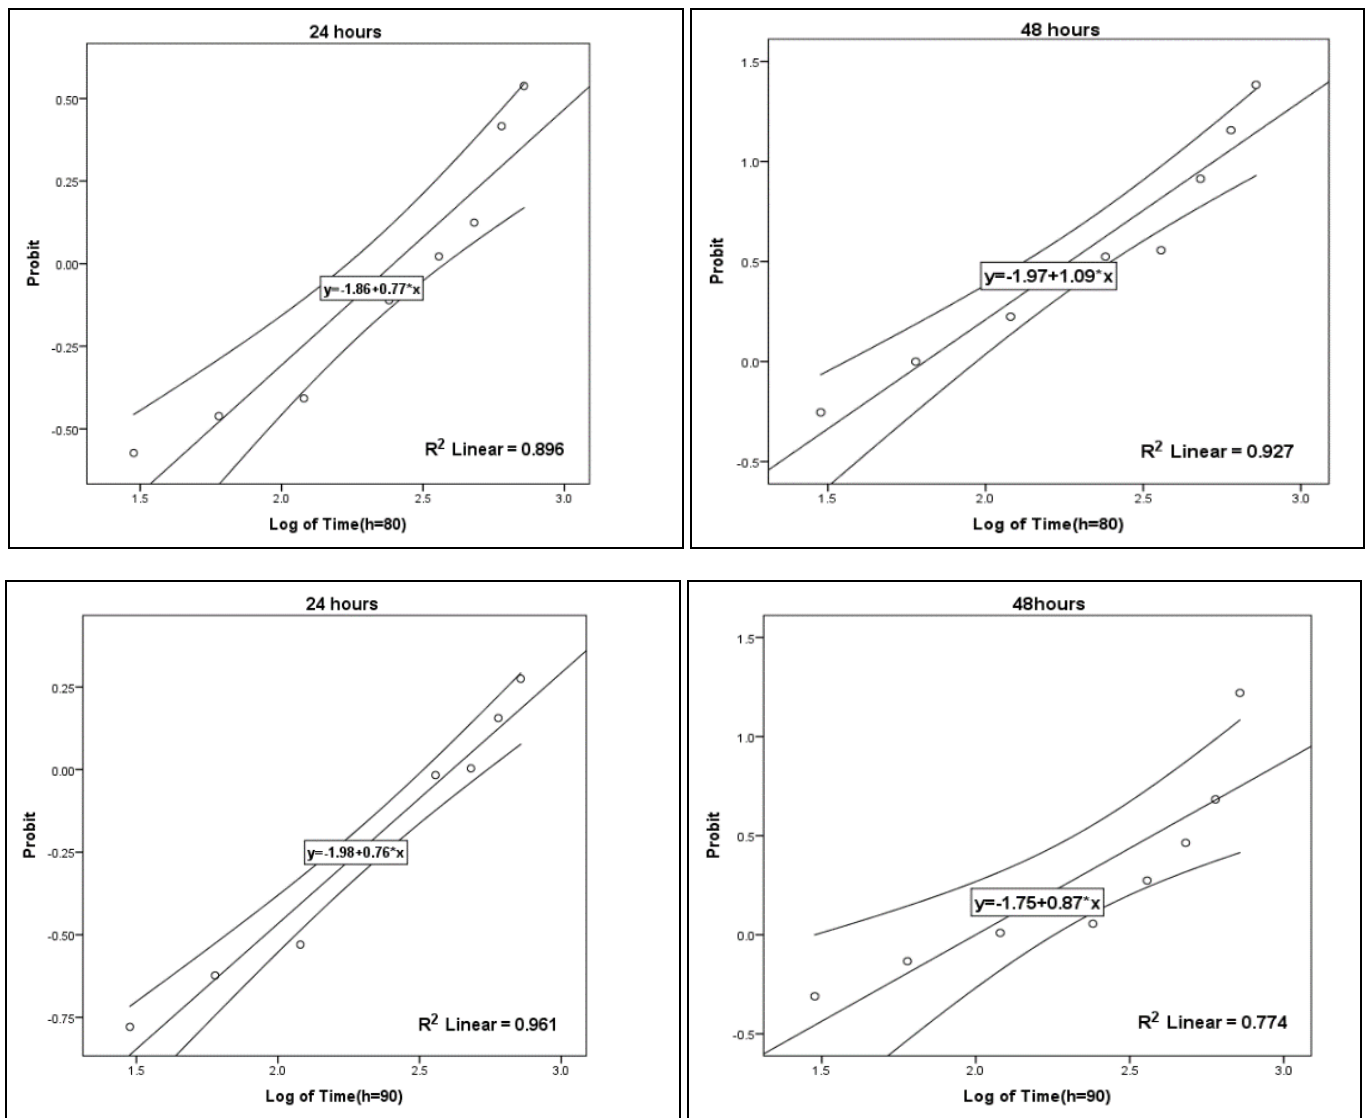 24 hours
0.50
0.25
0.00
-0.25
-0.50
Probit
y=-1.86+0.77*x
R2 Linear = 0.896
1.5 2.0 2.5 3.0
Log of Time(h=80)
48 hours
1.5
1.0
0.5
0.0
-0.5
Probit
y=-1.97+1.09*x
R2 Linear = 0.927
1.5 2.0 2.5 3.0
Log of Time(h=80)
24 hours
0.25
0.00
-0.25
-0.50
-0.75
Probit
y=-1.98+0.76*x
R2 Linear = 0.961
1.5 2.0 2.5 3.0
Log of Time(h=90)
48hours
1.5
1.0
0.5
0.0
-0.5
Probit
y=-1.75+0.87*x
R2 Linear = 0.774
1.5 2.0 2.5 3.0
Log of Time(h=90)